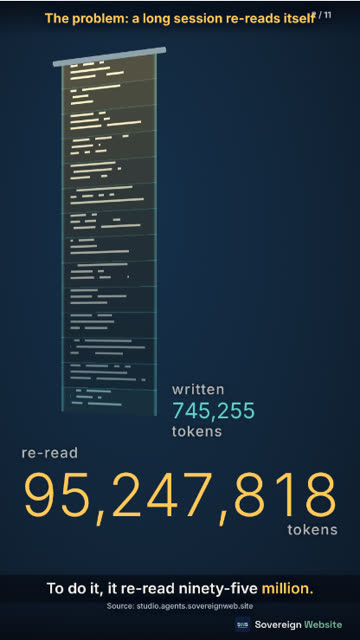 The problem: a long session re-reads itself
/ 11
written
745,255
tokens
re-read
95,247,818
tokens
To do it, it re-read ninety-five million.
Source: studio.agents.sovereignweb.site
Sovereign Website